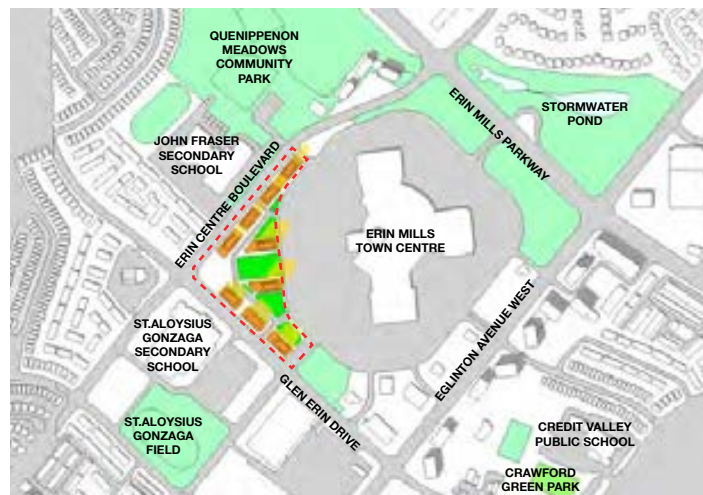 QUENIPPENON
MEADOWS
COMMUNITY
PARK
ERIN MILLS PARKWAY
STORMWATER
POND
JOHN FRASER
SECONDARY
SCHOOL
ERIN CENTRE BOULEVARD
ERIN MILLS
TOWN CENTRE
ST.ALOYSIUS
GONZAGA
SECONDARY
SCHOOL
EGLINTON AVENUE WEST
GLEN ERIN DRIVE
ST.ALOYSIUS
GONZAGA
FIELD
CREDIT VALLEY
PUBLIC SCHOOL
CRAWFORD
GREEN PARK